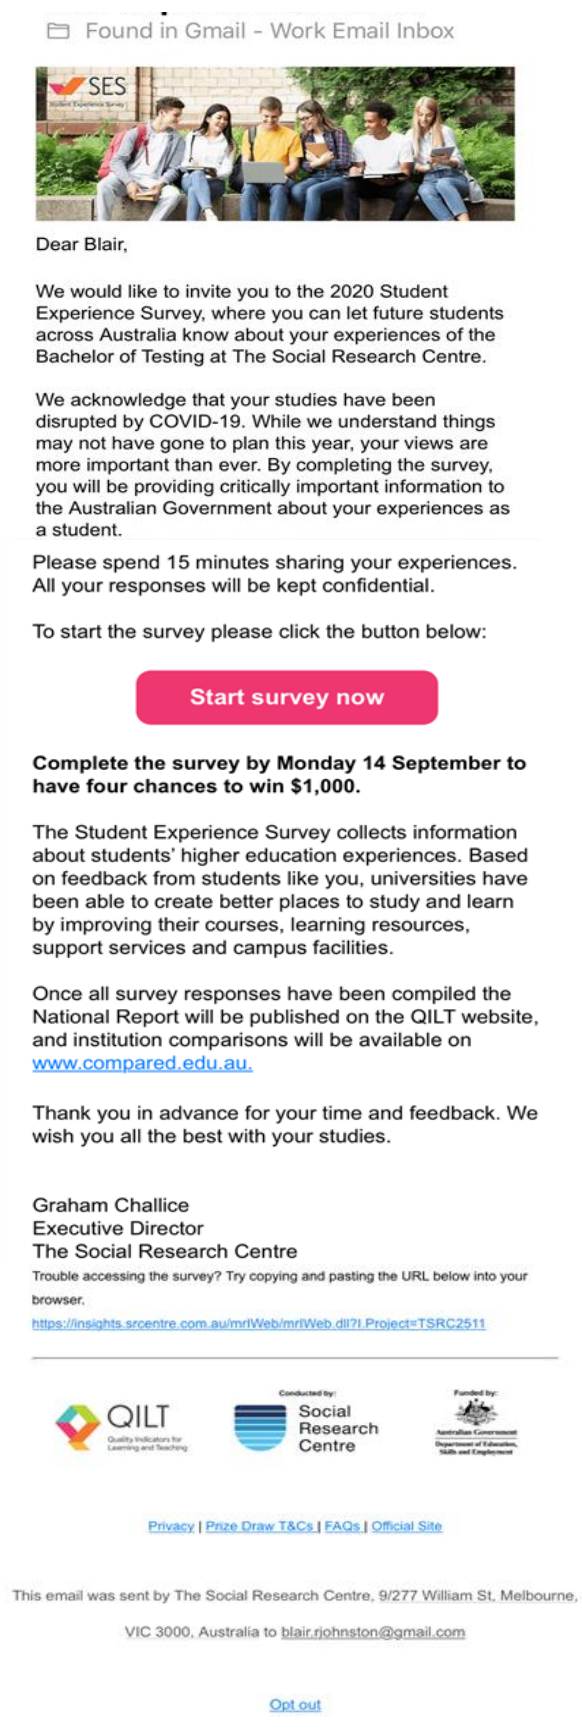 Found in Gmail - Work Email Inbox
SES
Student Experience Survey
Dear Blair,
We would like to invite you to the 2020 Student
Experience Survey, where you can let future students
across Australia know about your experiences of the
Bachelor of Testing at The Social Research Centre.
We acknowledge that your studies have been
disrupted by COVID-19. While we understand things
may not have gone to plan this year, your views are
more important than ever. By completing the survey,
you will be providing critically important information to
the Australian Government about your experiences as
a student.
Please spend 15 minutes sharing your experiences.
All your responses will be kept confidential.
To start the survey please click the button below:
Start survey now
Complete the survey by Monday 14 September to
have four chances to win $1,000.
The Student Experience Survey collects information
about students' higher education experiences. Based
on feedback from students like you, universities have
been able to create better places to study and learn
by improving their courses, learning resources,
support services and campus facilities.
Once all survey responses have been compiled the
National Report will be published on the QILT website,
and institution comparisons will be available on
www.compared.edu.au.
Thank you in advance for your time and feedback. We
wish you all the best with your studies.
Graham Challice
Executive Director
The Social Research Centre
Trouble accessing the survey? Try copying and pasting the URL below into your
browser.
https://insights.srcentre.com.au/mrIWeb/mrIWeb.dll?I.Project=TSRC2511
QILT
Quality Indicators for
Learning and Teaching
Conducted by:
Social
Research
Centre
Funded by:
Australian Government
Department of Education,
Skills and Employment
Privacy | Prize Draw T&Cs | FAQs | Official Site
This email was sent by The Social Research Centre, 9/277 William St, Melbourne,
VIC 3000, Australia to blair.rjohnston@gmail.com
Opt out